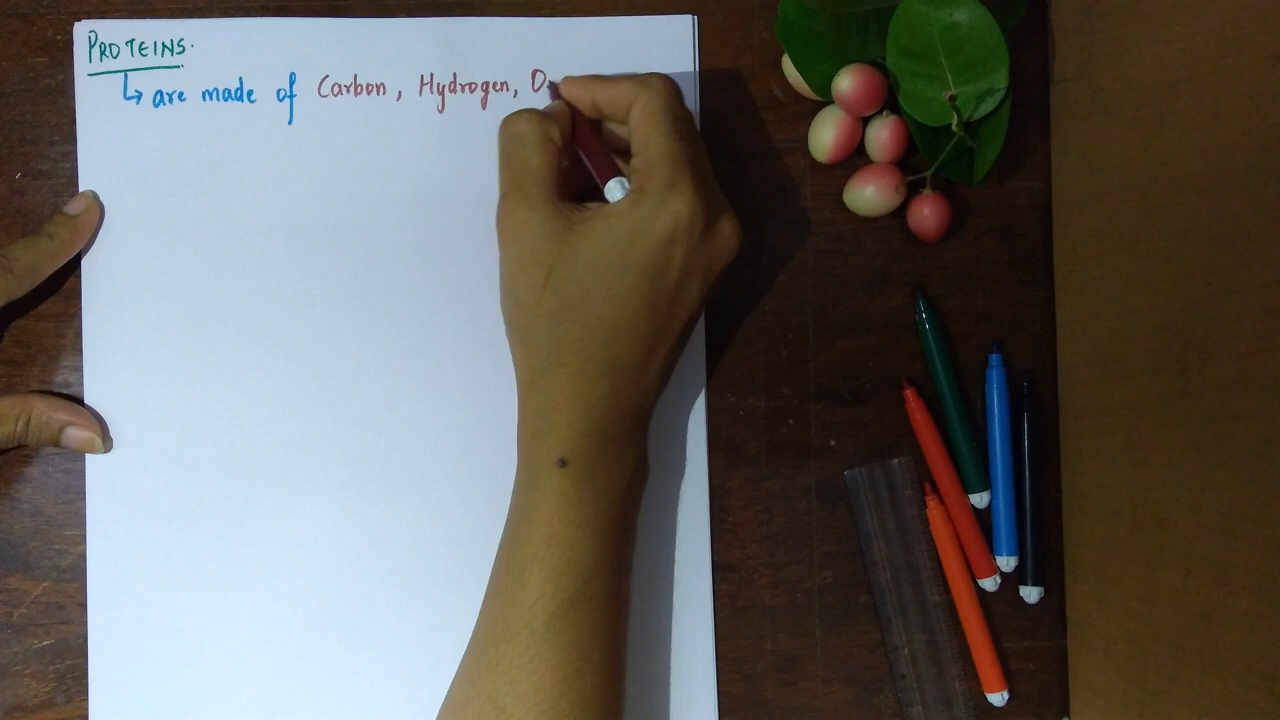 PROTEINS.
↳ are made of Carbon, Hydrogen, O